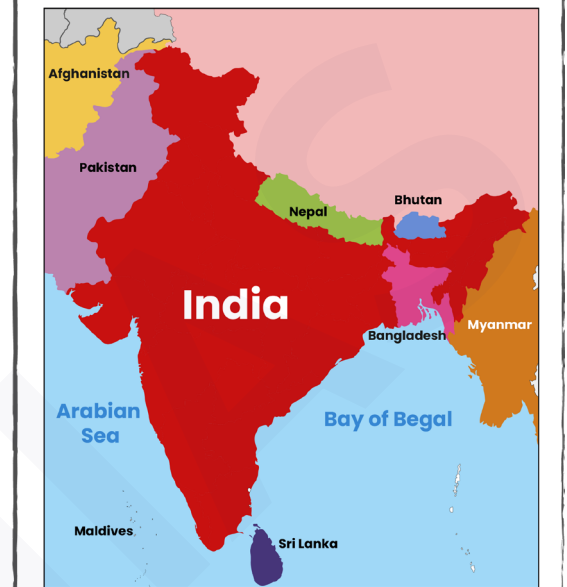 Afghanistan
Pakistan
Nepal
Bhutan
India
Bangladesh
Myanmar
Arabian
Sea
Bay of Begal
Maldives
Sri Lanka